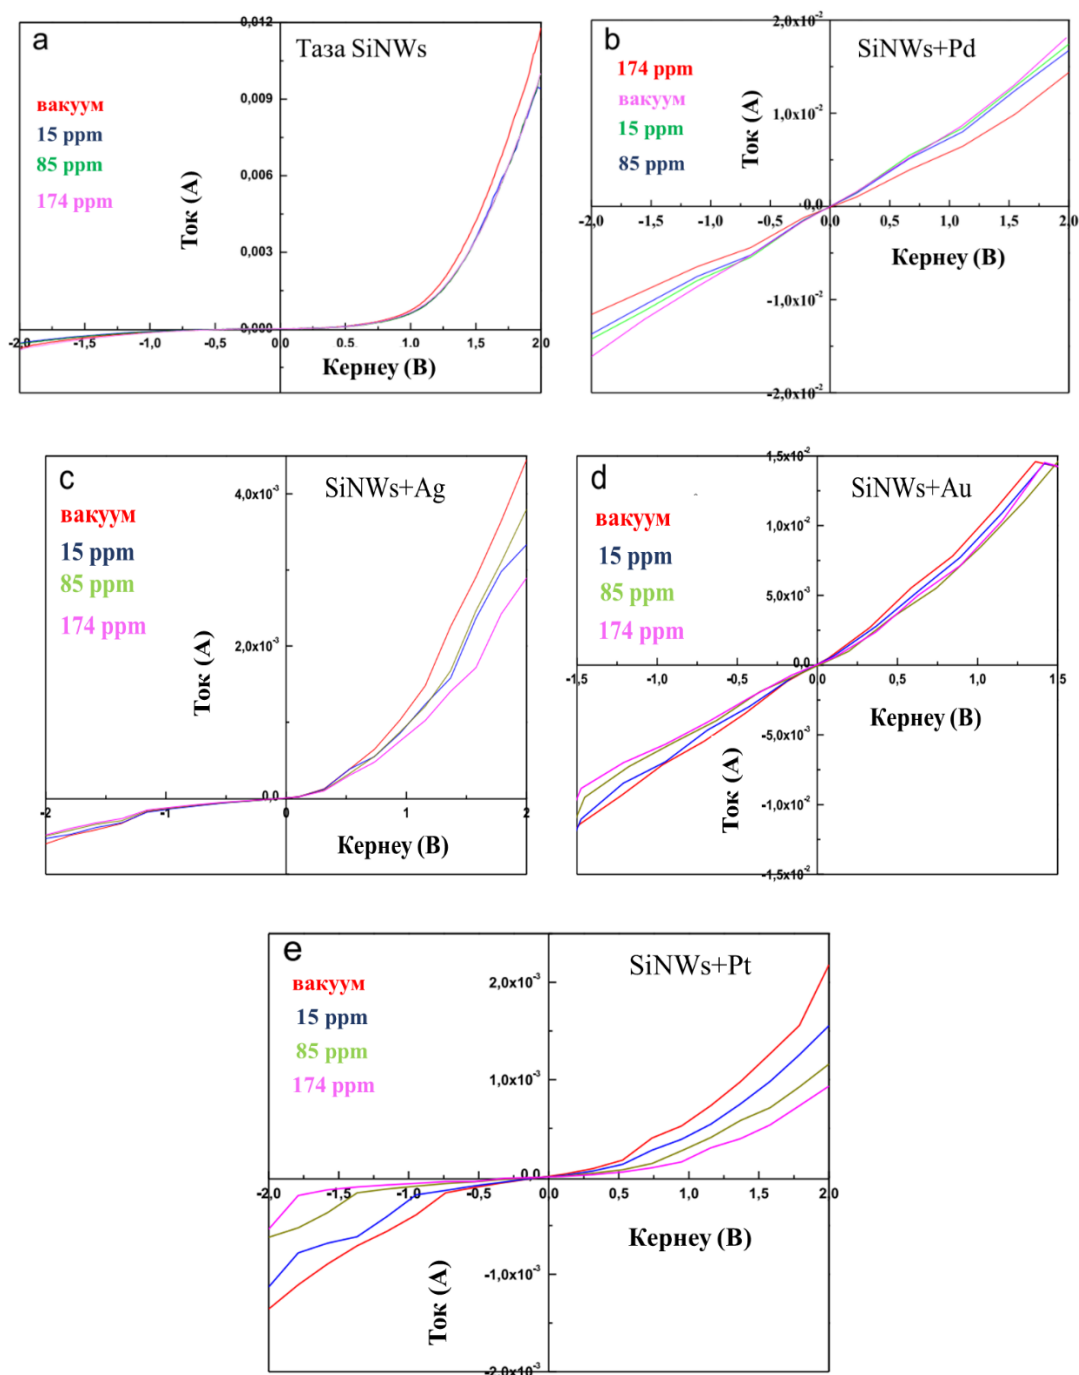 a
Таза SiNWs
вакуум
15 ppm
85 ppm
174 ppm
Ток (А)
0,012
0,009
0,006
0,003
0,000
-2,0 -1,5 -1,0 -0,5 0,0 0,5 1.0 1,5 2.0
Кернеу (В)
b
SiNWs+Pd
174 ppm
вакуум
15 ppm
85 ppm
Ток (А)
2,0x10⁻²
1,0x10⁻²
0,0
-1,0x10⁻²
-2,0x10⁻²
-2,0 -1,5 -1,0 -0,5 0,0 0,5 1,0 1,5 2.0
Кернеу (В)
c
SiNWs+Ag
вакуум
15 ppm
85 ppm
174 ppm
Ток (А)
4,0x10⁻³
2,0x10⁻³
0,0
-2 -1 0 1 2
Кернеу (В)
d
SiNWs+Au
вакуум
15 ppm
85 ppm
174 ppm
1,5x10⁻²
1,0x10⁻²
5,0x10⁻³
0,0
-5,0x10⁻³
-1,0x10⁻²
-1,5x10⁻²
-1,5 -1,0 -0,5 0,0 0,5 1,0 1,5
Кернеу (В)
Ток (А)
e
SiNWs+Pt
вакуум
15 ppm
85 ppm
174 ppm
2,0x10⁻³
1,0x10⁻³
0,0
-1,0x10⁻³
-2,0x10⁻³
-2,0 -1,5 -1,0 -0,5 0,0 0,5 1,0 1,5 2,0
Кернеу (В)
Ток (А)